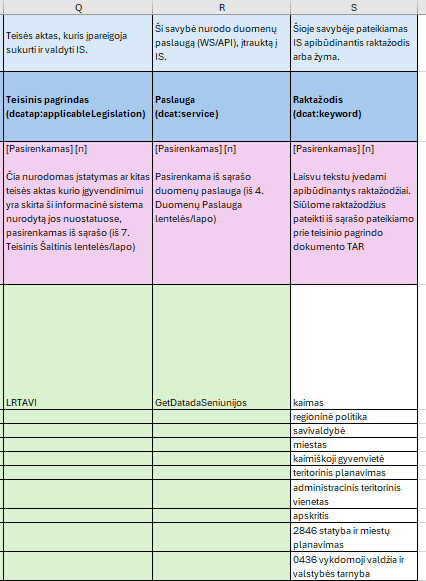 Q R S
Teisės aktas, kuris įpareigoja
sukurti ir valdyti IS.
Ši savybė nurodo duomenų
paslaugą (WS/API), įtrauktą į
IS.
Šioje savybėje pateikiamas
IS apibūdinantis raktažodis
arba žyma.
Teisinis pagrindas
(dcatap:applicableLegislation)
Paslauga
(dcat:service)
Raktažodis
(dcat:keyword)
[Pasirenkamas] [n]
Čia nurodomas įstatymas ar kitas
teisės aktas kurio įgyvendinimui
yra skirta ši informacinė sistema
nurodytą jos nuostatuose,
pasirenkamas iš sąrašo (iš 7.
Teisinis Šaltinis lentelės/lapo)
[Pasirenkamas] [n]
Pasirenkama iš sąrašo
duomenų paslauga (iš 4.
Duomenų Paslauga
lentelės/lapo)
[Pasirenkamas] [n]
Laisvu tekstu įvedami
apibūdinantys raktažodžiai.
Siūlome raktažodžius
pateikti iš sąrašo pateikiamo
prie teisinio pagrindo
dokumento TAR
LRTAVI GetDatadaSeniunijos kaimas
regioninė politika
savivaldybė
miestas
kaimiškoji gyvenvietė
teritorinis planavimas
administracinis teritorinis
vienetas
apskritis
2846 statyba ir miestų
planavimas
0436 vykdomoji valdžia ir
valstybės tarnyba